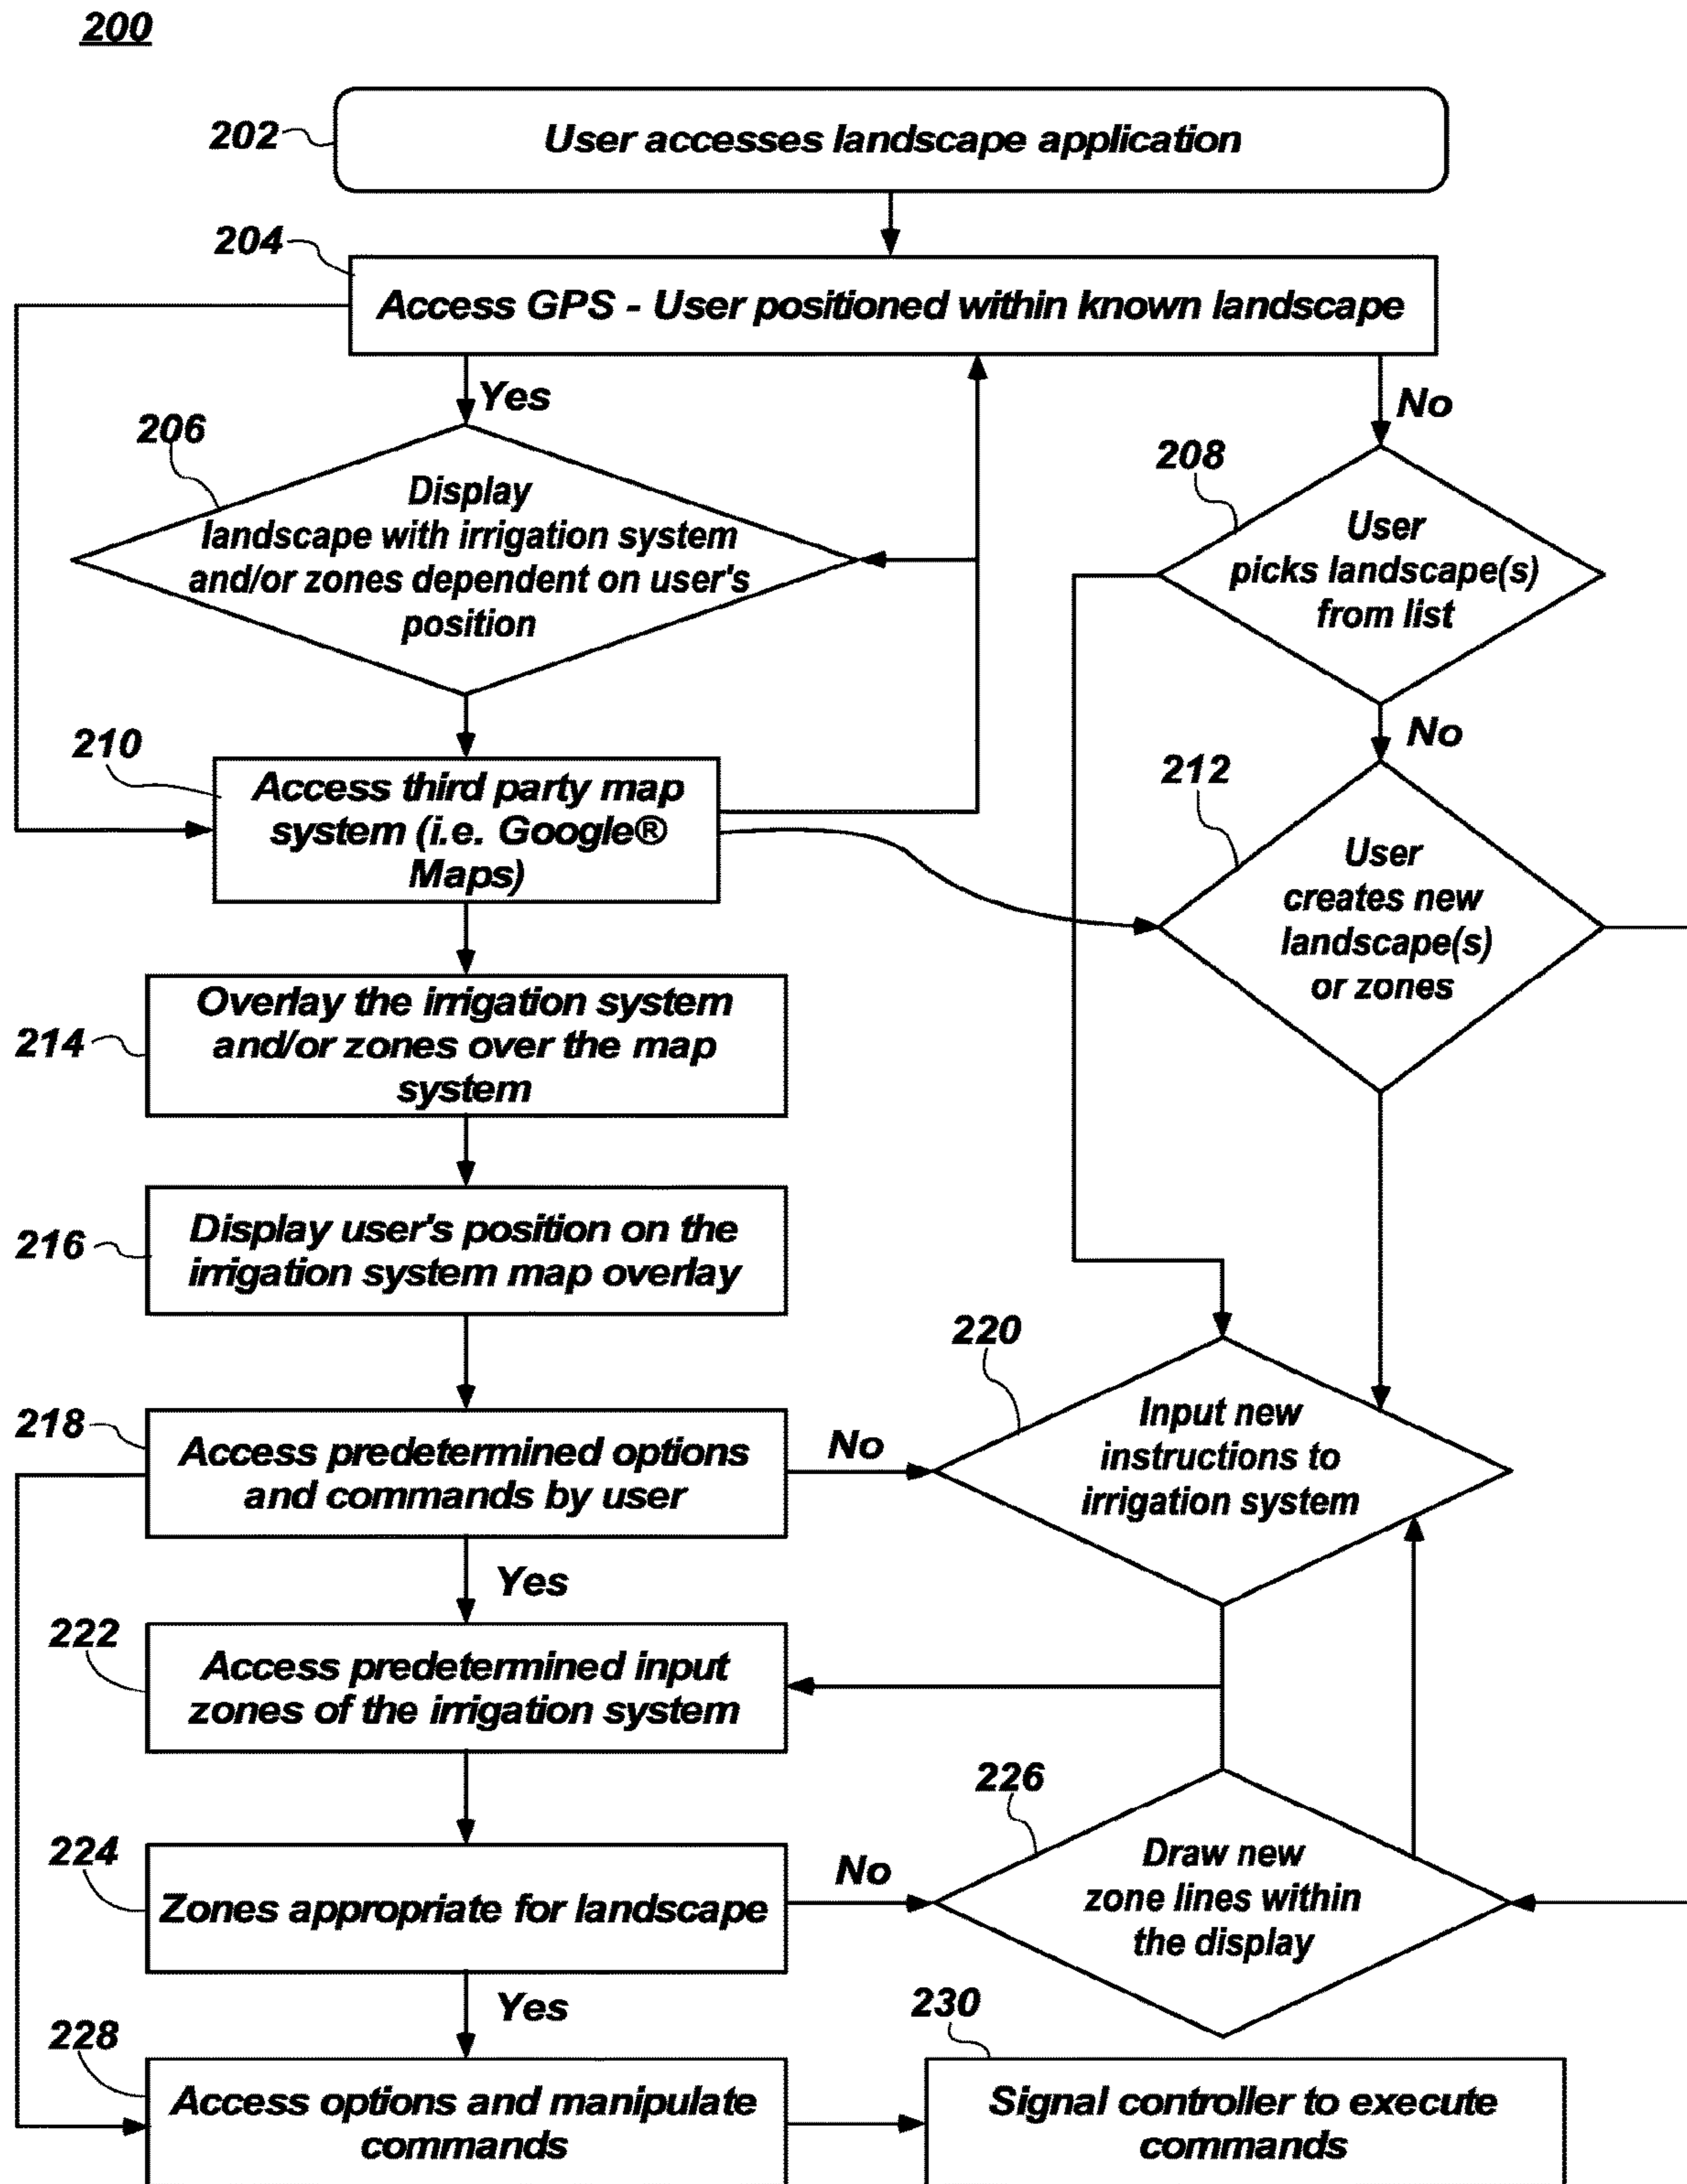 200
202
User accesses landscape application
204
Access GPS - User positioned within known landscape
Yes
No
206
Display
landscape with irrigation system
and/or zones dependent on user's
position
208
User
picks landscape(s)
from list
No
210
Access third party map
system (i.e. Google®
Maps)
212
User
creates new
landscape(s)
or zones
214
Overlay the irrigation system
and/or zones over the map
system
216
Display user's position on the
irrigation system map overlay
218
Access predetermined options
and commands by user
No
220
Input new
instructions to
irrigation system
Yes
222
Access predetermined input
zones of the irrigation system
224
Zones appropriate for landscape
No
226
Draw new
zone lines within
the display
Yes
228
Access options and manipulate
commands
230
Signal controller to execute
commands